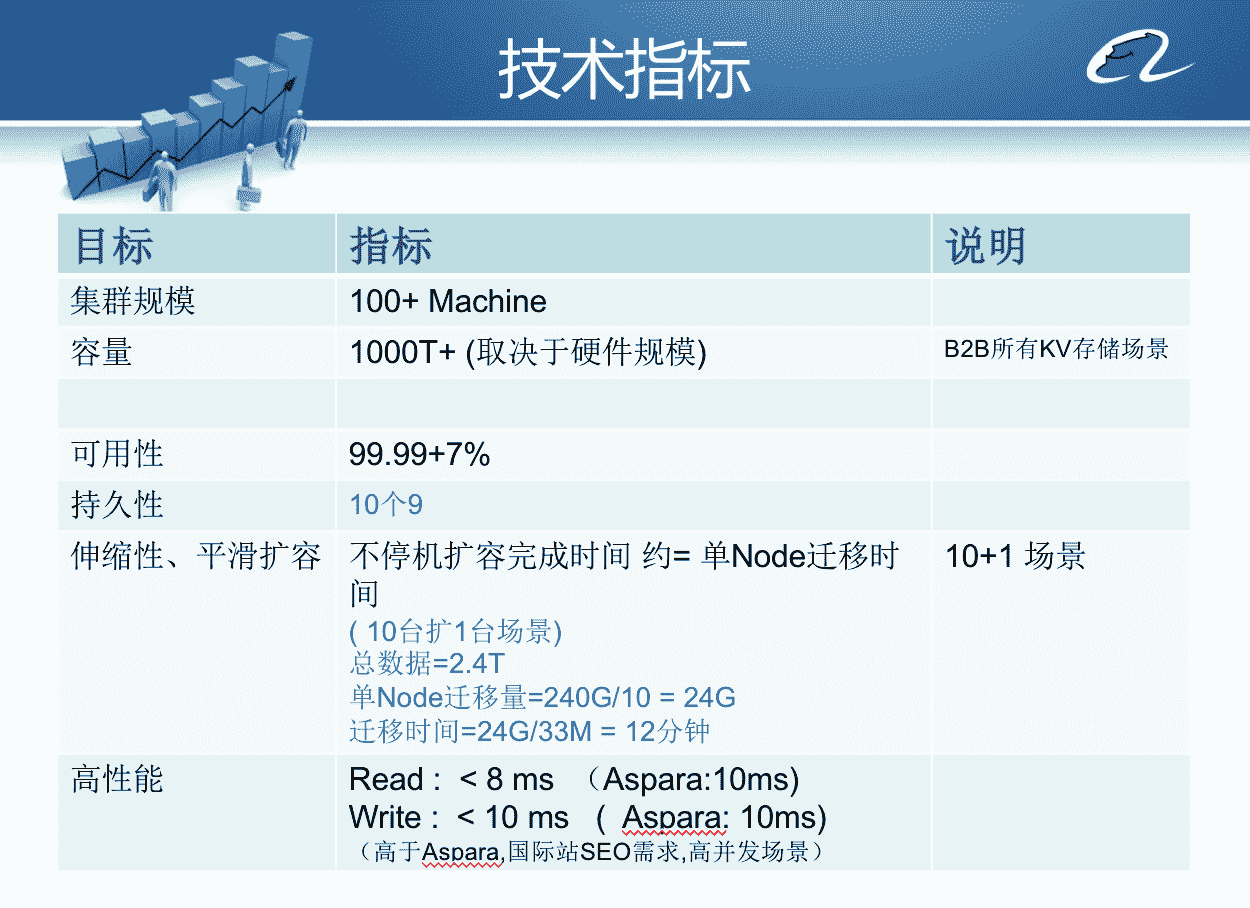 技术指标
目标 指标 说明
集群规模 100+ Machine
容量 1000T+ (取决于硬件规模) B2B所有KV存储场景
可用性 99.99+7%
持久性 10个9
伸缩性、平滑扩容 不停机扩容完成时间 约= 单Node迁移时 10+1 场景
间
( 10台扩1台场景)
总数据=2.4T
单Node迁移量=240G/10 = 24G
迁移时间=24G/33M = 12分钟
高性能 Read : < 8 ms （Aspara:10ms)
Write : < 10 ms ( Aspara: 10ms)
（高于Aspara,国际站SEO需求,高并发场景）